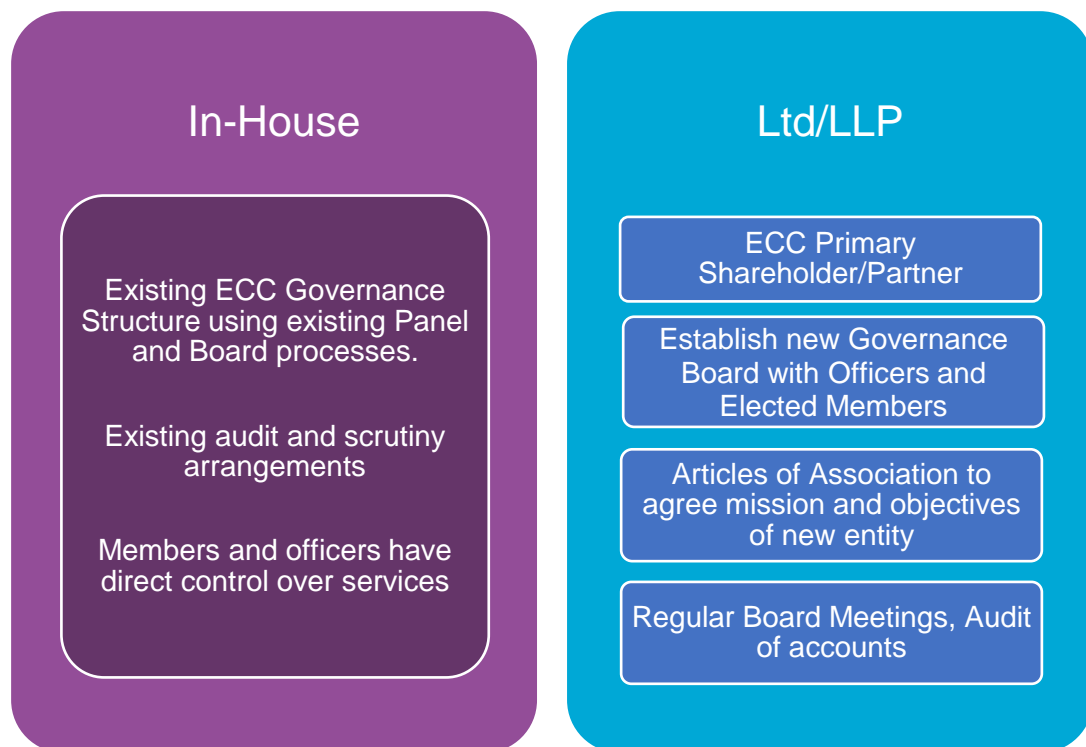 In-House
Existing ECC Governance
Structure using existing Panel
and Board processes.
Existing audit and scrutiny
arrangements
Members and officers have
direct control over services
Ltd/LLP
ECC Primary
Shareholder/Partner
Establish new Governance
Board with Officers and
Elected Members
Articles of Association to
agree mission and objectives
of new entity
Regular Board Meetings, Audit
of accounts